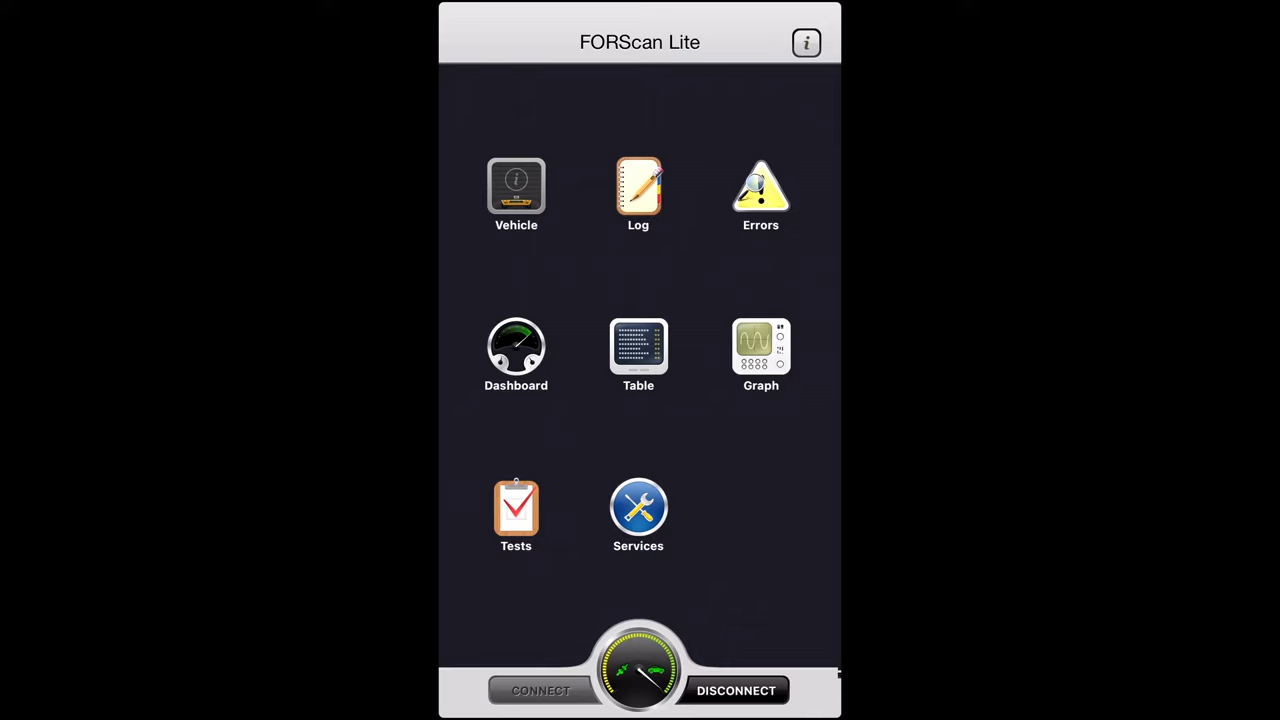 FORScan Lite
i
Vehicle
Log
Errors
Dashboard
Table
Graph
Tests
Services
CONNECT
DISCONNECT